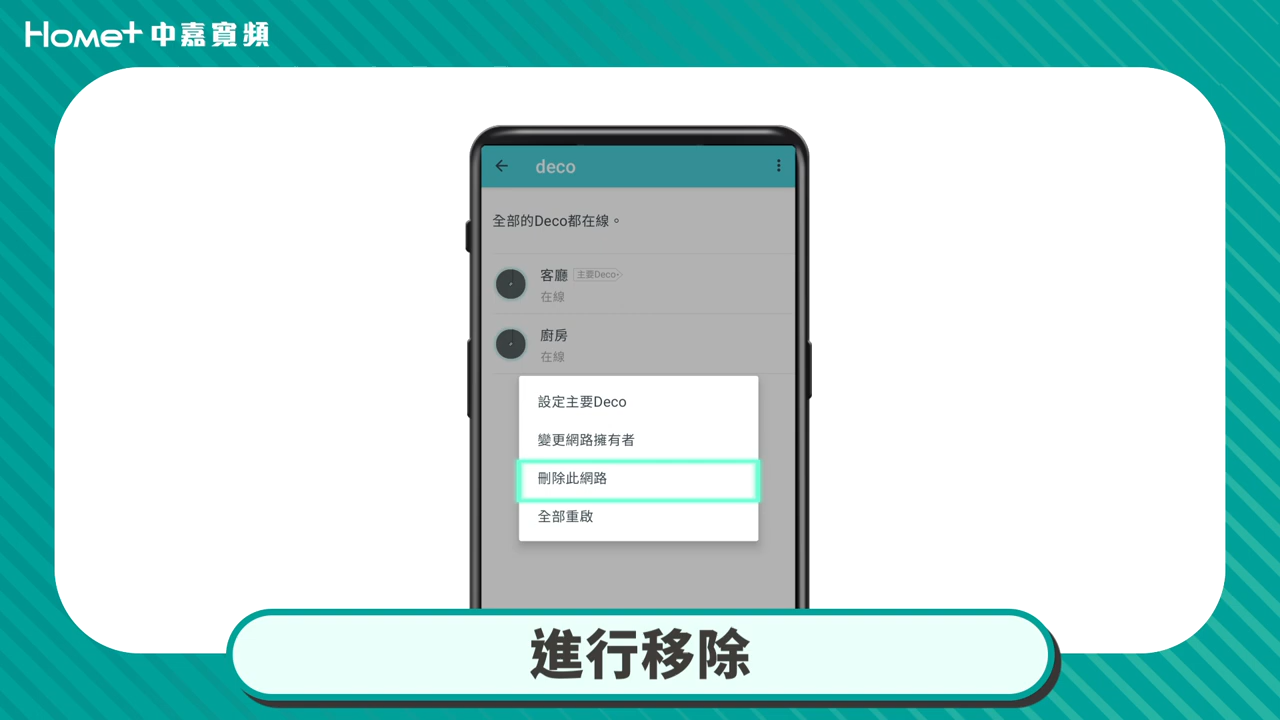 Home+ 中嘉寬頻
deco
全部的Deco都在線。
客廳 主要Deco
在線
廚房
在線
設定主要Deco
變更網路擁有者
刪除此網路
全部重啟
進行移除